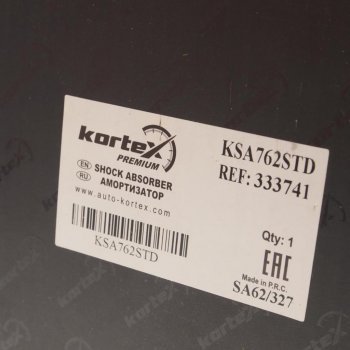 kortex
PREMIUM
KSA762STD
REF: 333741
EN SHOCK ABSORBER
RU АМОРТИЗАТОР
www.auto-kortex.com
KSA762STD
Qty: 1
EAC
Made in P.R.C.
SA62/327